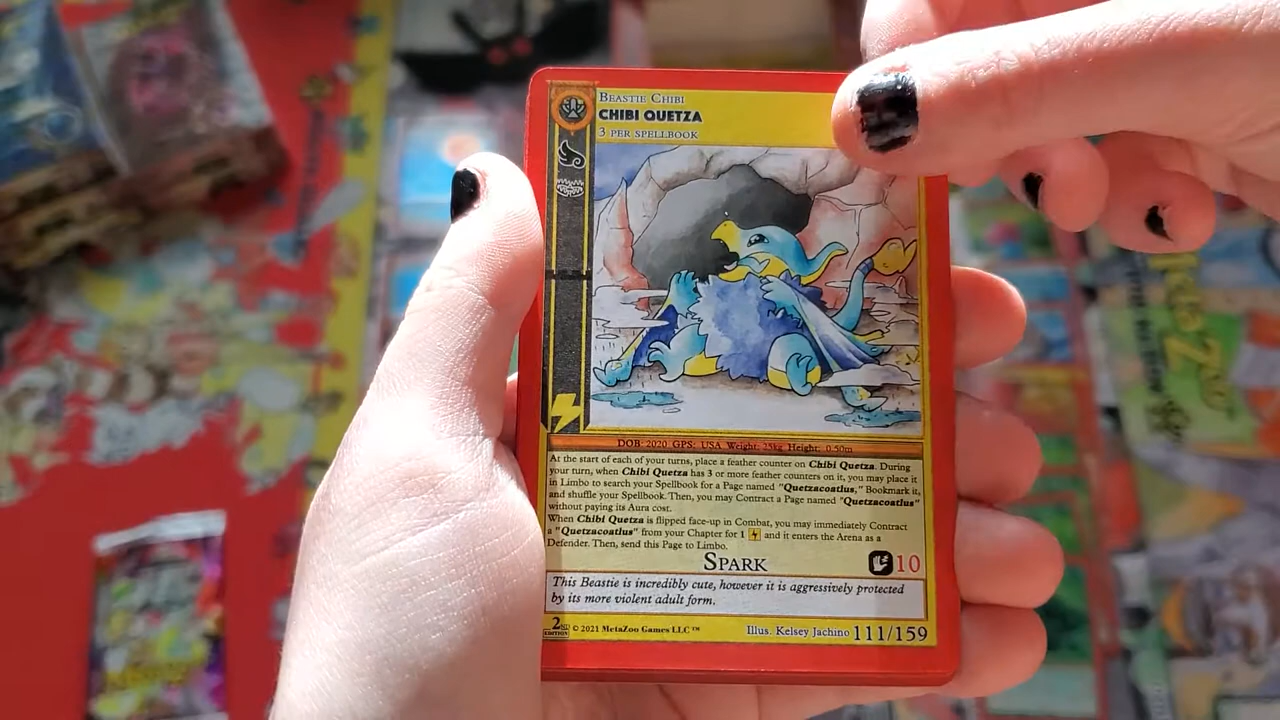 BEASTIE CHIBI
CHIBI QUETZA
3 PER SPELLBOOK
DOB: 2020 GPS: USA Weight: 25kg Height: 0.50m
At the start of each of your turns, place a feather counter on Chibi Quetza. During
your turn, when Chibi Quetza has 3 or more feather counters on it, you may place it
in Limbo to search your Spellbook for a Page named "Quetzacoatlus," Bookmark it,
and shuffle your Spellbook. Then, you may Contract a Page named "Quetzacoatlus"
without paying its Aura cost.
When Chibi Quetza is flipped face-up in Combat, you may immediately Contract
a "Quetzacoatlus" from your Chapter for 1 and it enters the Arena as a
Defender. Then, send this Page to Limbo.
SPARK 10
This Beastie is incredibly cute, however it is aggressively protected
by its more violent adult form.
2ND EDITION © 2021 MetaZoo Games LLC ™ Illus. Kelsey Jachino 111/159